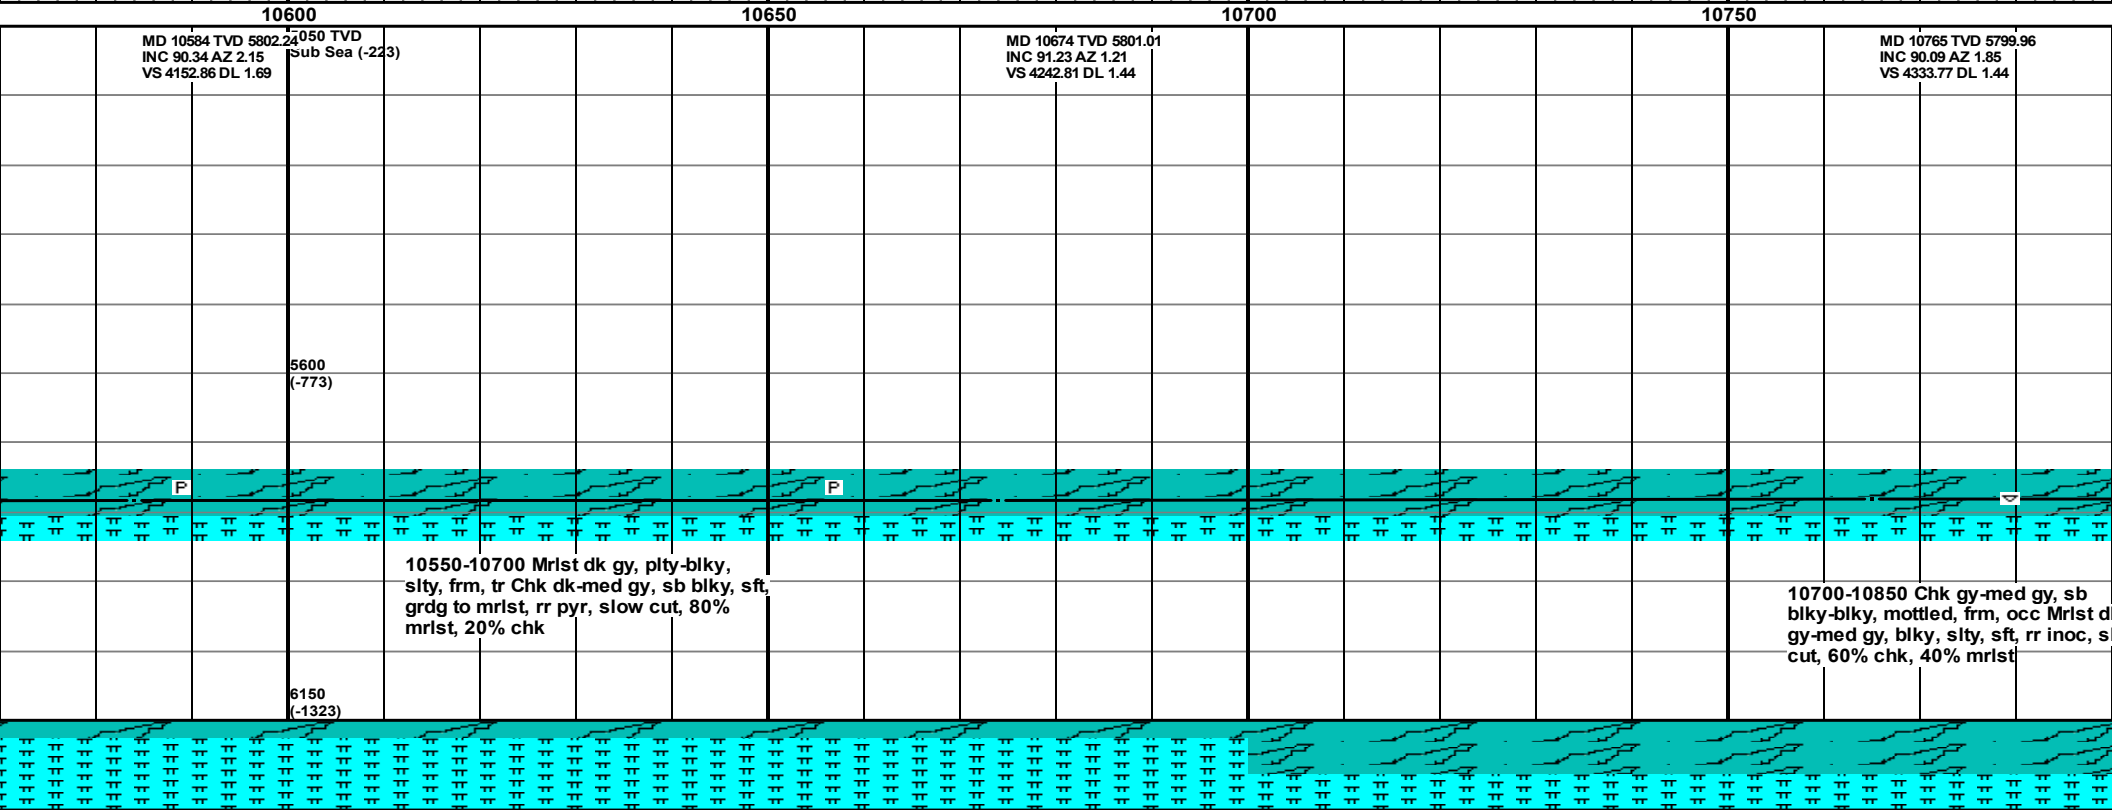 10600 10650 10700 10750
MD 10584 TVD 5802.24
INC 90.34 AZ 2.15
VS 4152.86 DL 1.69
050 TVD
Sub Sea (-223)
MD 10674 TVD 5801.01
INC 91.23 AZ 1.21
VS 4242.81 DL 1.44
MD 10765 TVD 5799.96
INC 90.09 AZ 1.85
VS 4333.77 DL 1.44
5600
(-773)
P P
10550-10700 Mrlst dk gy, plty-blky,
slty, frm, tr Chk dk-med gy, sb blky, sft,
grdg to mrlst, rr pyr, slow cut, 80%
mrlst, 20% chk
10700-10850 Chk gy-med gy, sb
blky-blky, mottled, frm, occ Mrlst
gy-med gy, blky, slty, sft, rr inoc,
cut, 60% chk, 40% mrlst
6150
(-1323)